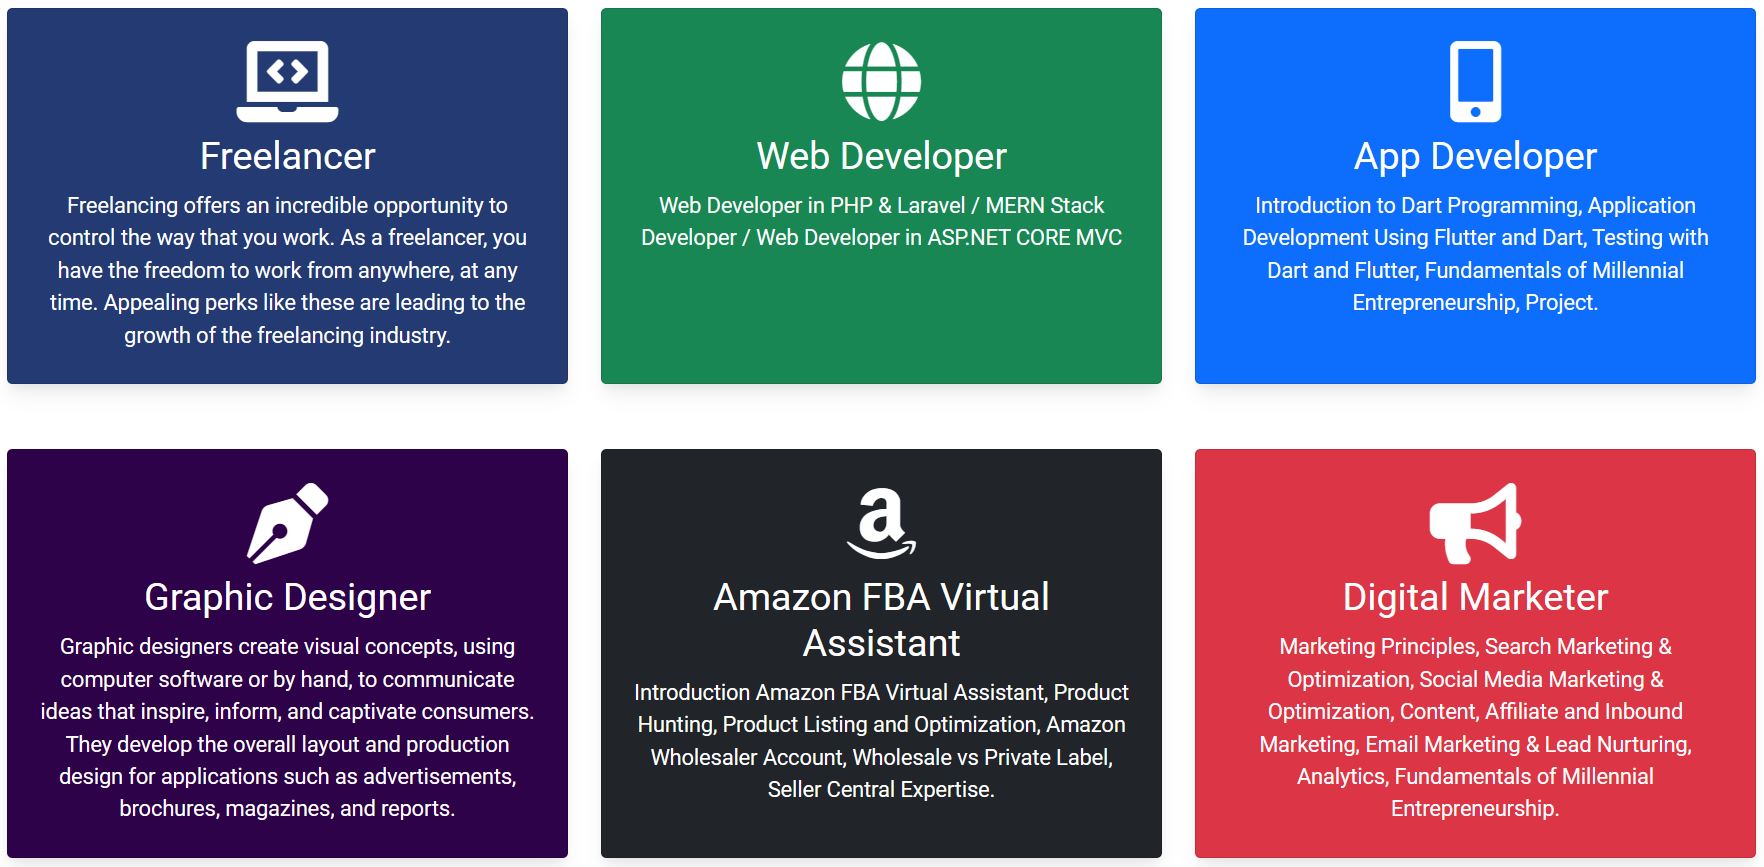 Freelancer
Freelancing offers an incredible opportunity to
control the way that you work. As a freelancer, you
have the freedom to work from anywhere, at any
time. Appealing perks like these are leading to the
growth of the freelancing industry.
Web Developer
Web Developer in PHP & Laravel / MERN Stack
Developer / Web Developer in ASP.NET CORE MVC
App Developer
Introduction to Dart Programming, Application
Development Using Flutter and Dart, Testing with
Dart and Flutter, Fundamentals of Millennial
Entrepreneurship, Project.
Graphic Designer
Graphic designers create visual concepts, using
computer software or by hand, to communicate
ideas that inspire, inform, and captivate consumers.
They develop the overall layout and production
design for applications such as advertisements,
brochures, magazines, and reports.
Amazon FBA Virtual
Assistant
Introduction Amazon FBA Virtual Assistant, Product
Hunting, Product Listing and Optimization, Amazon
Wholesaler Account, Wholesale vs Private Label,
Seller Central Expertise.
Digital Marketer
Marketing Principles, Search Marketing &
Optimization, Social Media Marketing &
Optimization, Content, Affiliate and Inbound
Marketing, Email Marketing & Lead Nurturing,
Analytics, Fundamentals of Millennial
Entrepreneurship.